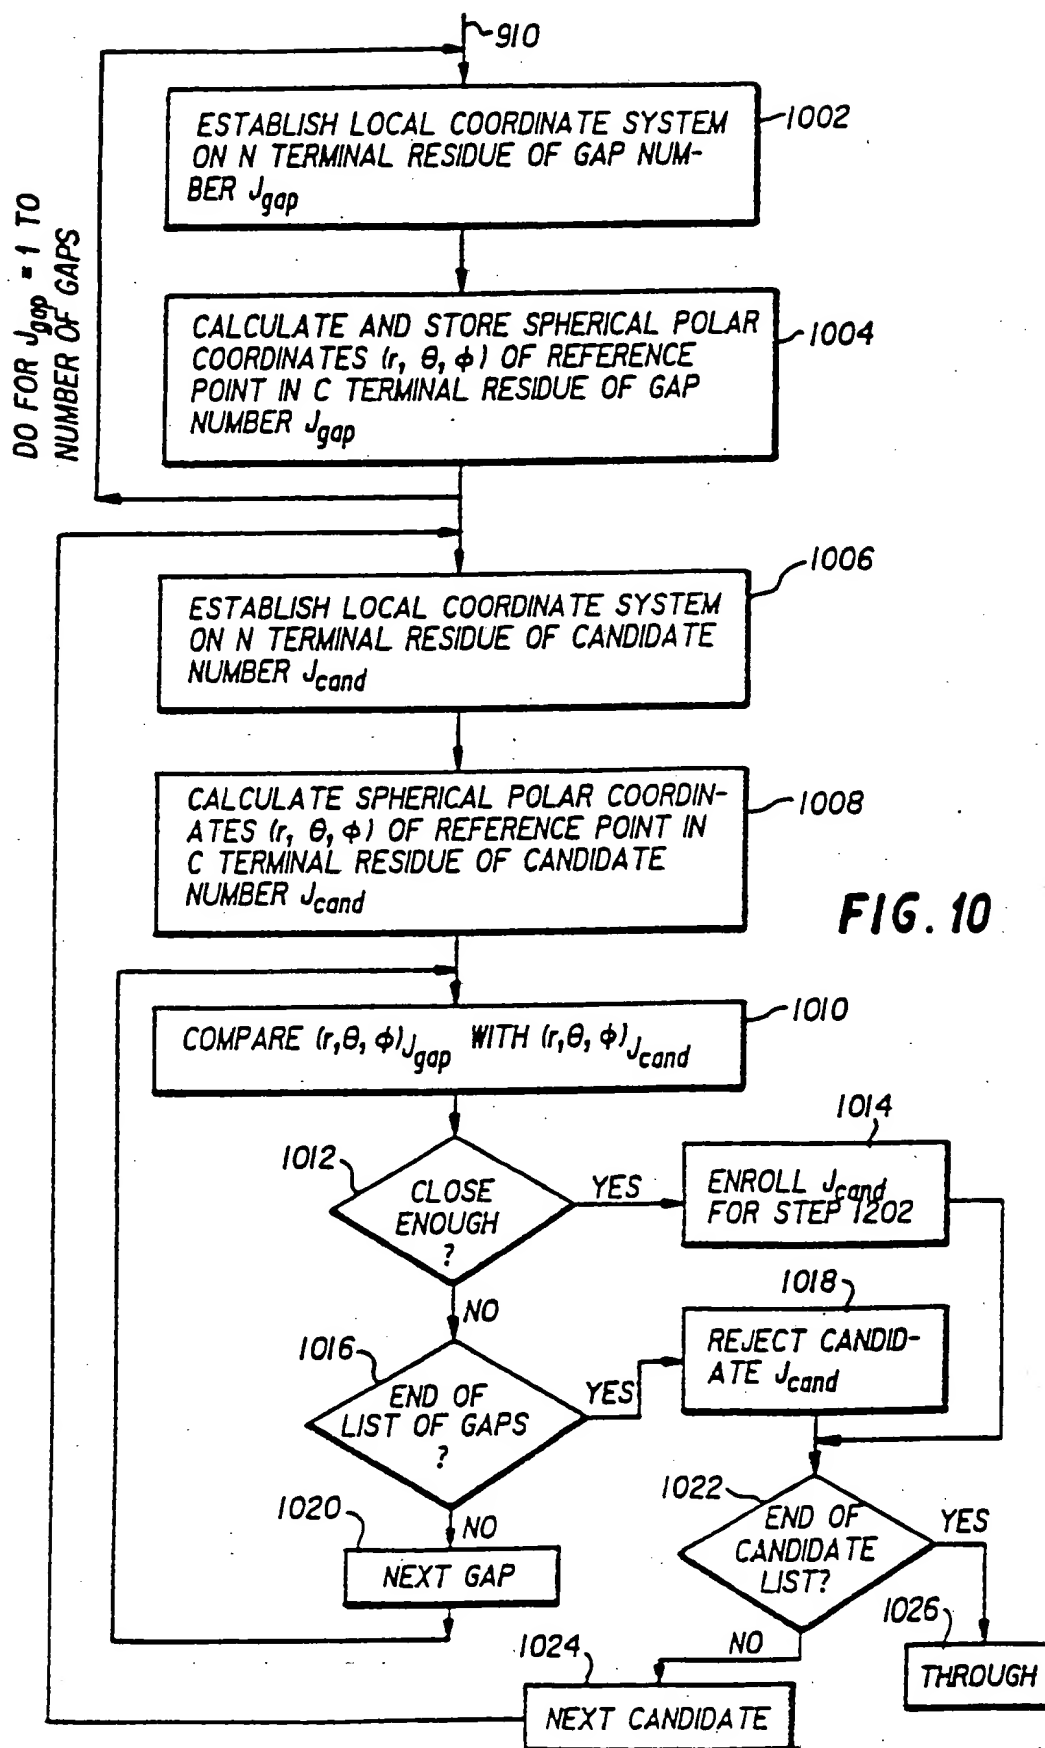 910
ESTABLISH LOCAL COORDINATE SYSTEM
ON N TERMINAL RESIDUE OF GAP NUM-
BER Jgap
1002
DO FOR Jgap = 1 TO
NUMBER OF GAPS
CALCULATE AND STORE SPHERICAL POLAR
COORDINATES (r, θ, ϕ) OF REFERENCE
POINT IN C TERMINAL RESIDUE OF GAP
NUMBER Jgap
1004
ESTABLISH LOCAL COORDINATE SYSTEM
ON N TERMINAL RESIDUE OF CANDIDATE
NUMBER Jcand
1006
CALCULATE SPHERICAL POLAR COORDIN-
ATES (r, θ, ϕ) OF REFERENCE POINT IN
C TERMINAL RESIDUE OF CANDIDATE
NUMBER Jcand
1008
FIG. 10
COMPARE (r,θ, ϕ)Jgap WITH (r,θ, ϕ)Jcand
1010
1012
CLOSE
ENOUGH
?
YES
NO
1014
ENROLL Jcand
FOR STEP 1202
1016
END OF
LIST OF GAPS
?
YES
NO
1018
REJECT CANDID-
ATE Jcand
1020
NEXT GAP
1022
END OF
CANDIDATE
LIST?
YES
NO
1024
NEXT CANDIDATE
1026
THROUGH